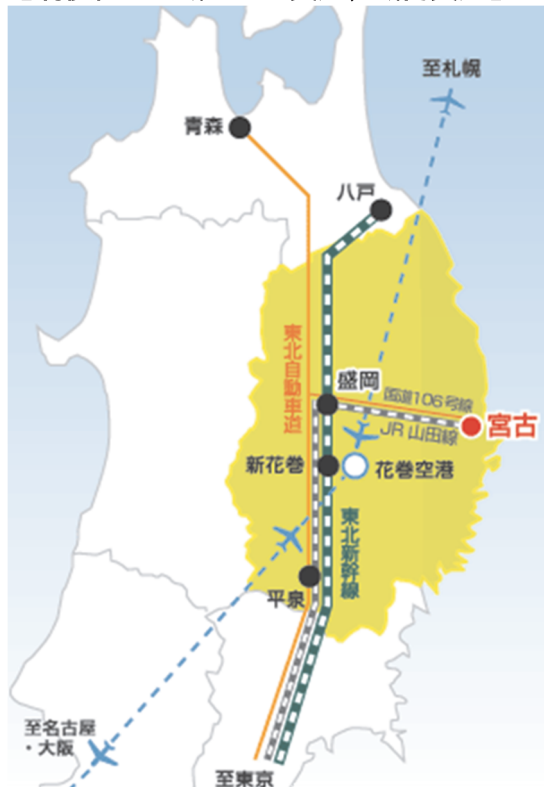 至札幌
青森
八戸
東北自動車道
盛岡
国道106号線
JR 山田線
宮古
新花巻
花巻空港
東北新幹線
平泉
至名古屋
・大阪
至東京